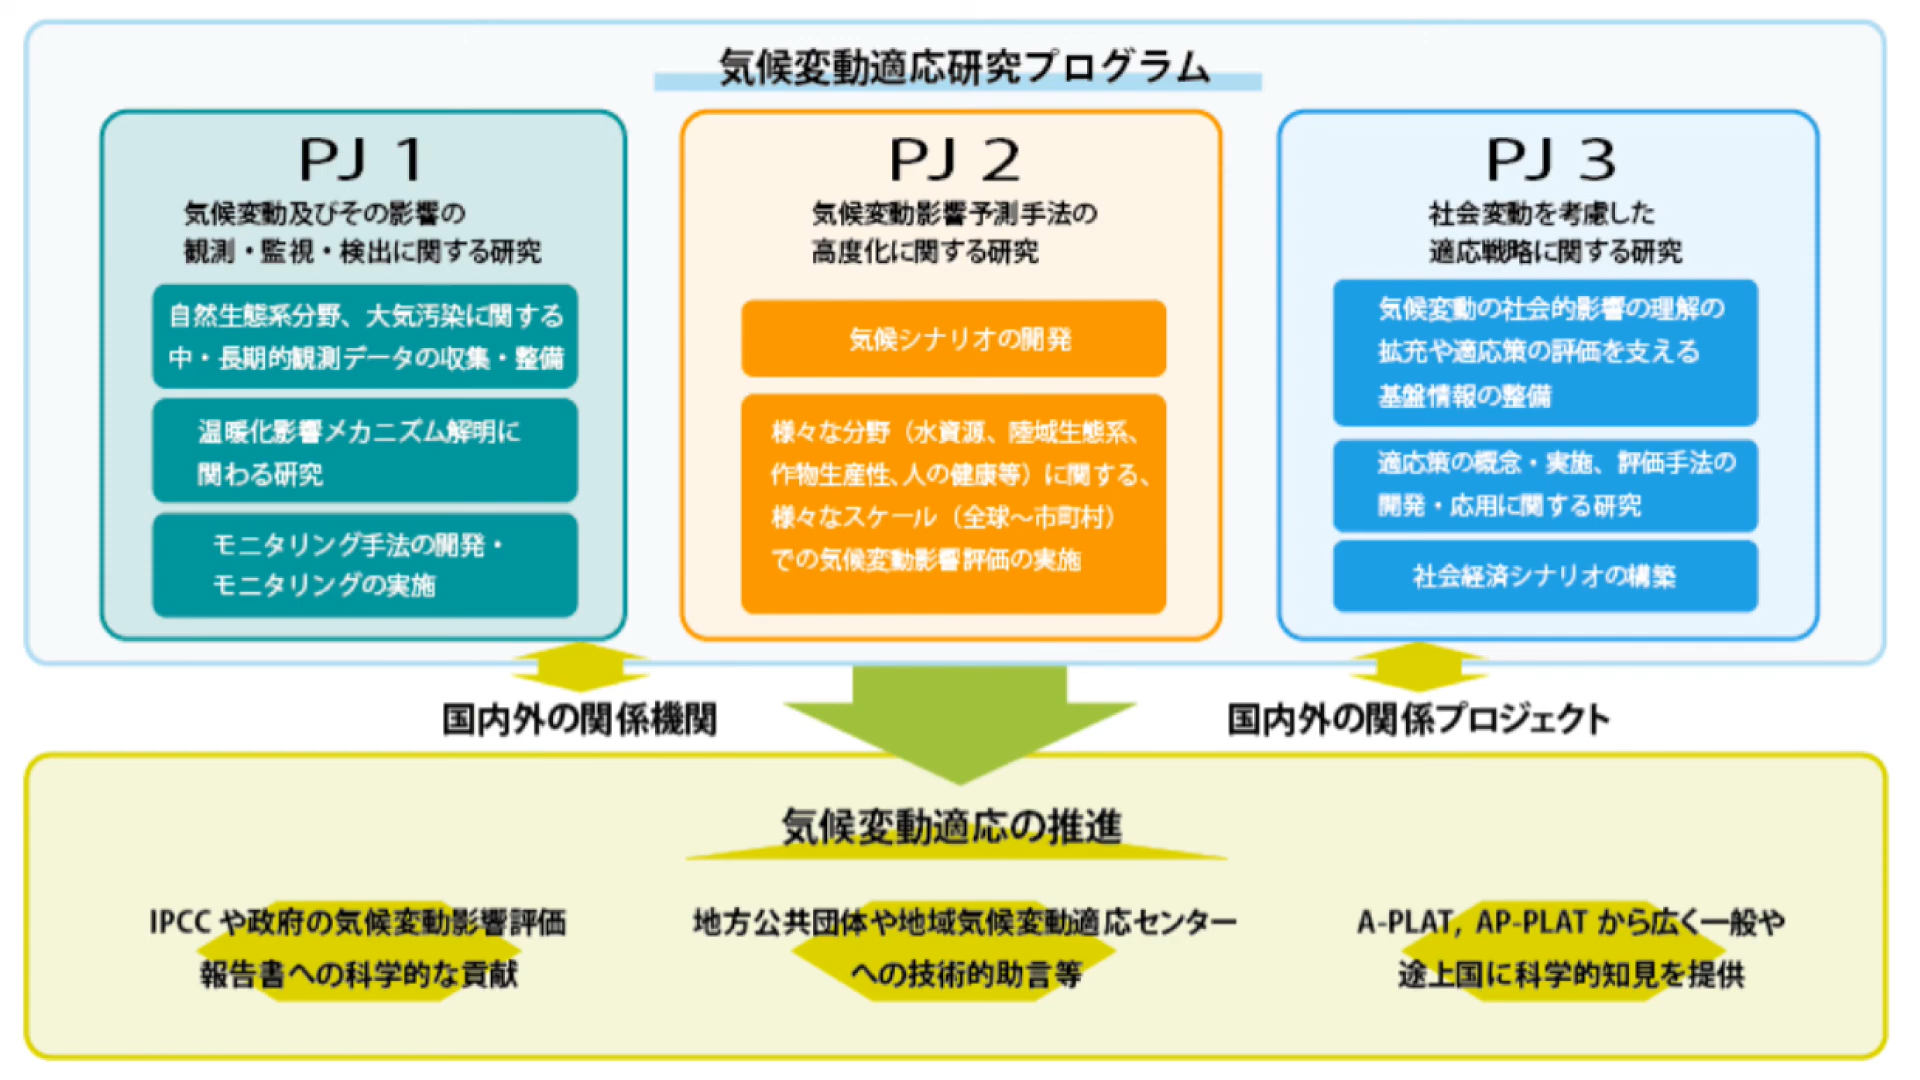 気候変動適応研究プログラム
PJ 1
気候変動及びその影響の
観測・監視・検出に関する研究
自然生態系分野、大気汚染に関する
中・長期的観測データの収集・整備
温暖化影響メカニズム解明に
関わる研究
モニタリング手法の開発・
モニタリングの実施
PJ 2
気候変動影響予測手法の
高度化に関する研究
気候シナリオの開発
様々な分野（水資源、陸域生態系、
作物生産性、人の健康等）に関する、
様々なスケール（全球～市町村）
での気候変動影響評価の実施
PJ 3
社会変動を考慮した
適応戦略に関する研究
気候変動の社会的影響の理解の
拡充や適応策の評価を支える
基盤情報の整備
適応策の概念・実施、評価手法の
開発・応用に関する研究
社会経済シナリオの構築
国内外の関係機関
国内外の関係プロジェクト
気候変動適応の推進
IPCC や政府の気候変動影響評価
報告書への科学的な貢献
地方公共団体や地域気候変動適応センター
への技術的助言等
A-PLAT, AP-PLAT から広く一般や
途上国に科学的知見を提供